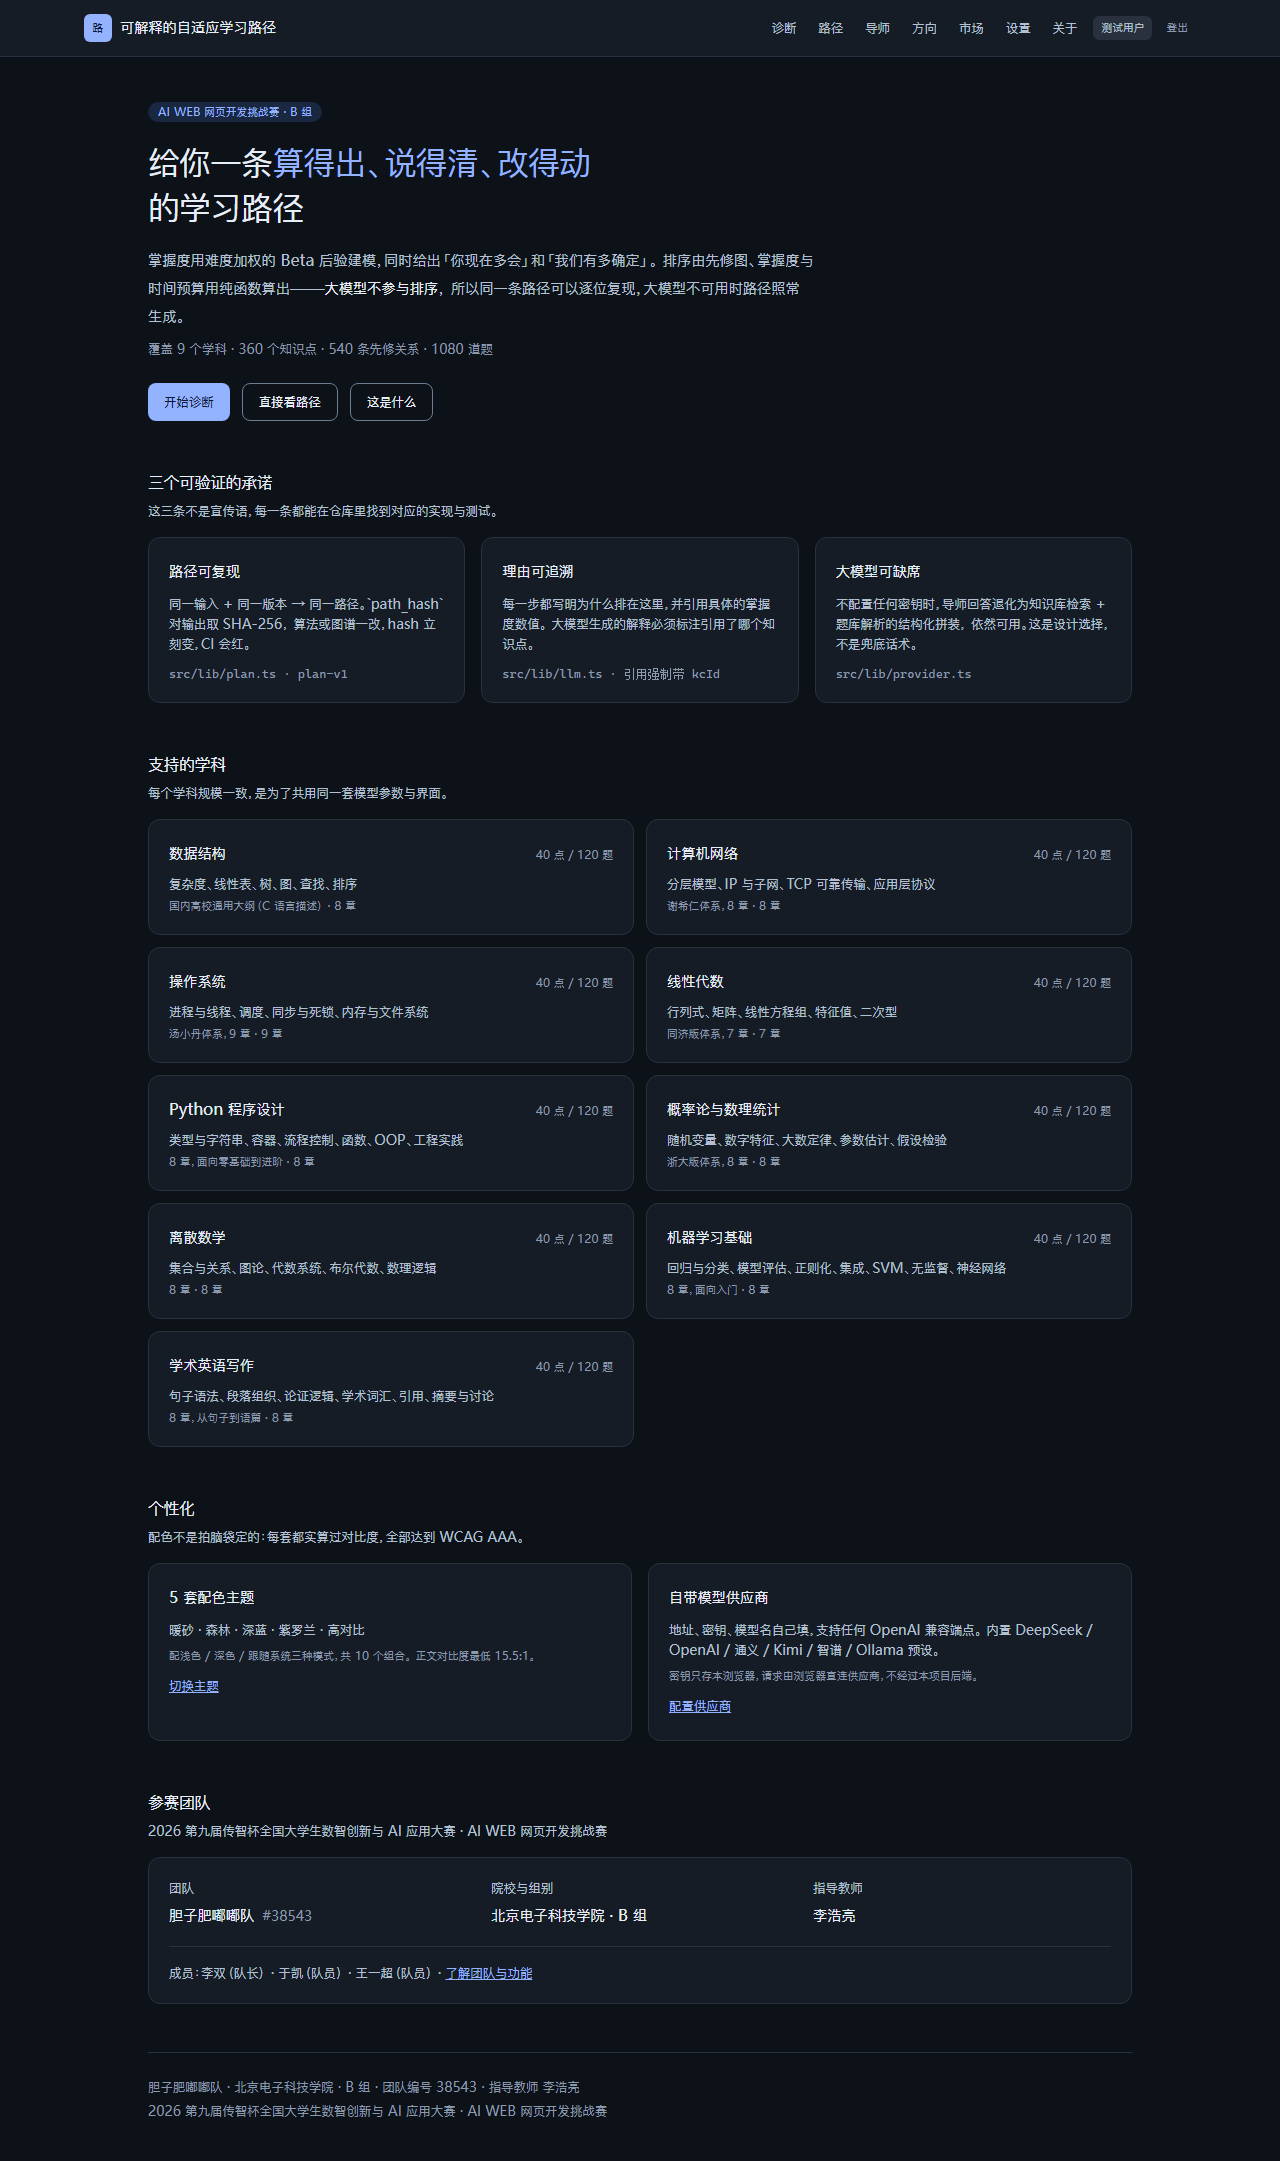 路 可解释的自适应学习路径 诊断 路径 导师 方向 市场 设置 关于 测试用户 登出
AI WEB 网页开发挑战赛 · B 组
给你一条算得出、说得清、改得动
的学习路径
掌握度用难度加权的 Beta 后验建模，同时给出「你现在多会」和「我们有多确定」。排序由先修图、掌握度与
时间预算用纯函数算出——大模型不参与排序，所以同一条路径可以逐位复现，大模型不可用时路径照常
生成。
覆盖 9 个学科 · 360 个知识点 · 540 条先修关系 · 1080 道题
开始诊断 直接看路径 这是什么
三个可验证的承诺
这三条不是宣传语，每一条都能在仓库里找到对应的实现与测试。
路径可复现
同一输入 + 同一版本 → 同一路径。`path_hash`
对输出取 SHA-256，算法或图谱一改，hash 立
刻变，CI 会红。
src/lib/plan.ts · plan-v1
理由可追溯
每一步都写明为什么排在这里，并引用具体的掌握
度数值。大模型生成的解释必须标注引用了哪个知
识点。
src/lib/llm.ts · 引用强制带 kcId
大模型可缺席
不配置任何密钥时，导师回答退化为知识库检索 +
题库解析的结构化拼装，依然可用。这是设计选择，
不是兜底话术。
src/lib/provider.ts
支持的学科
每个学科规模一致，是为了共用同一套模型参数与界面。
数据结构 40 点 / 120 题
复杂度、线性表、树、图、查找、排序
国内高校通用大纲（C 语言描述） · 8 章
计算机网络 40 点 / 120 题
分层模型、IP 与子网、TCP 可靠传输、应用层协议
谢希仁体系，8 章 · 8 章
操作系统 40 点 / 120 题
进程与线程、调度、同步与死锁、内存与文件系统
汤小丹体系，9 章 · 9 章
线性代数 40 点 / 120 题
行列式、矩阵、线性方程组、特征值、二次型
同济版体系，7 章 · 7 章
Python 程序设计 40 点 / 120 题
类型与字符串、容器、流程控制、函数、OOP、工程实践
8 章，面向零基础到进阶 · 8 章
概率论与数理统计 40 点 / 120 题
随机变量、数字特征、大数定律、参数估计、假设检验
浙大版体系，8 章 · 8 章
离散数学 40 点 / 120 题
集合与关系、图论、代数系统、布尔代数、数理逻辑
8 章 · 8 章
机器学习基础 40 点 / 120 题
回归与分类、模型评估、正则化、集成、SVM、无监督、神经网络
8 章，面向入门 · 8 章
学术英语写作 40 点 / 120 题
句子语法、段落组织、论证逻辑、学术词汇、引用、摘要与讨论
8 章，从句子到语篇 · 8 章
个性化
配色不是拍脑袋定的：每套都实算过对比度，全部达到 WCAG AAA。
5 套配色主题
暖砂 · 森林 · 深蓝 · 紫罗兰 · 高对比
配浅色 / 深色 / 跟随系统三种模式，共 10 个组合。正文对比度最低 15.5:1。
切换主题
自带模型供应商
地址、密钥、模型名自己填，支持任何 OpenAI 兼容端点。内置 DeepSeek /
OpenAI / 通义 / Kimi / 智谱 / Ollama 预设。
密钥只存本浏览器，请求由浏览器直连供应商，不经过本项目后端。
配置供应商
参赛团队
2026 第九届传智杯全国大学生数智创新与 AI 应用大赛 · AI WEB 网页开发挑战赛
团队 院校与组别 指导教师
胆子肥嘟嘟队 #38543 北京电子科技学院 · B 组 李浩亮
成员：李双（队长） · 于凯（队员） · 王一超（队员） · 了解团队与功能
胆子肥嘟嘟队 · 北京电子科技学院 · B 组 · 团队编号 38543 · 指导教师 李浩亮
2026 第九届传智杯全国大学生数智创新与 AI 应用大赛 · AI WEB 网页开发挑战赛